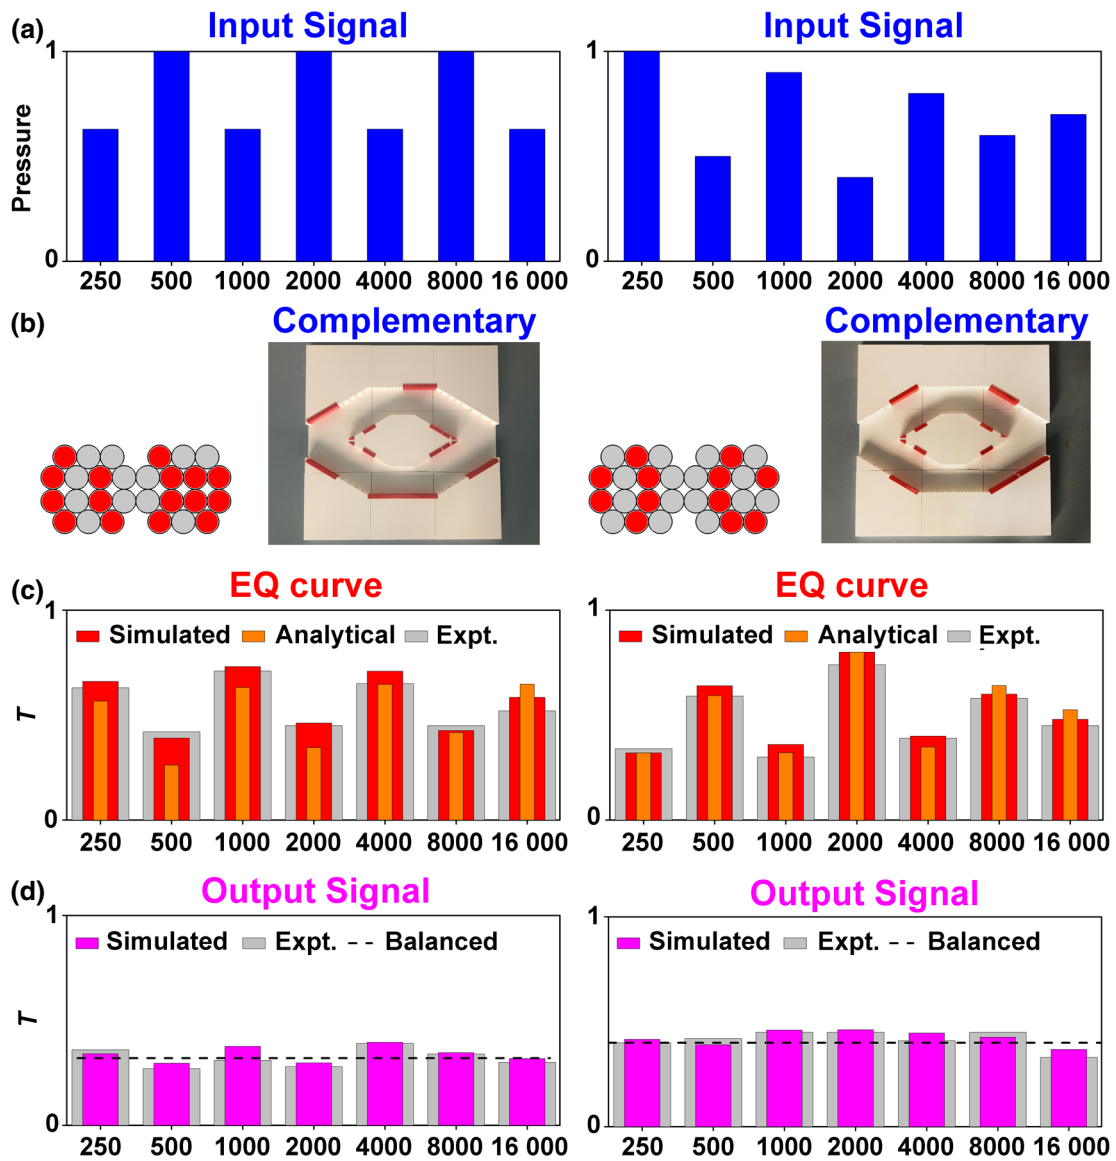 (a)
Input Signal
Input Signal
1
1
Pressure
0
0
250 500 1000 2000 4000 8000 16 000
250 500 1000 2000 4000 8000 16 000
(b)
Complementary
Complementary
(c)
EQ curve
EQ curve
1
1
Simulated Analytical Expt.
Simulated Analytical Expt.
T
0
0
250 500 1000 2000 4000 8000 16 000
250 500 1000 2000 4000 8000 16 000
(d)
Output Signal
Output Signal
1
1
Simulated Expt. -- Balanced
Simulated Expt. -- Balanced
T
0
0
250 500 1000 2000 4000 8000 16 000
250 500 1000 2000 4000 8000 16 000